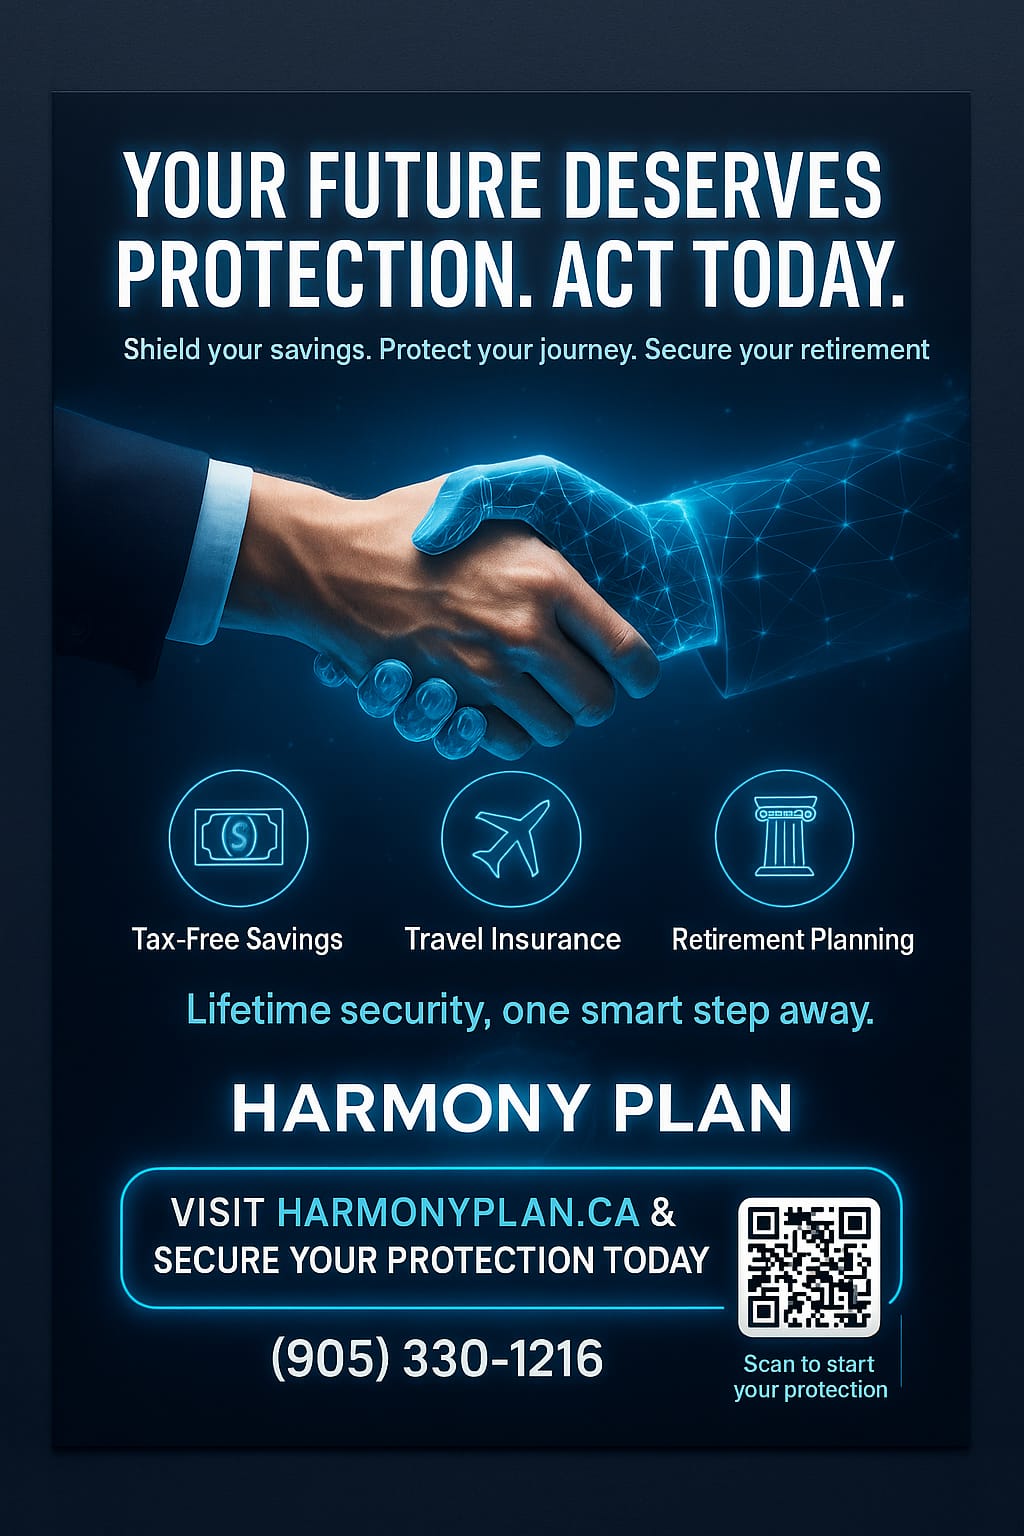 YOUR FUTURE DESERVES
PROTECTION. ACT TODAY.
Shield your savings. Protect your journey. Secure your retirement
Tax-Free Savings
Travel Insurance
Retirement Planning
Lifetime security, one smart step away.
HARMONY PLAN
VISIT HARMONYPLAN.CA &
SECURE YOUR PROTECTION TODAY
(905) 330-1216
Scan to start
your protection